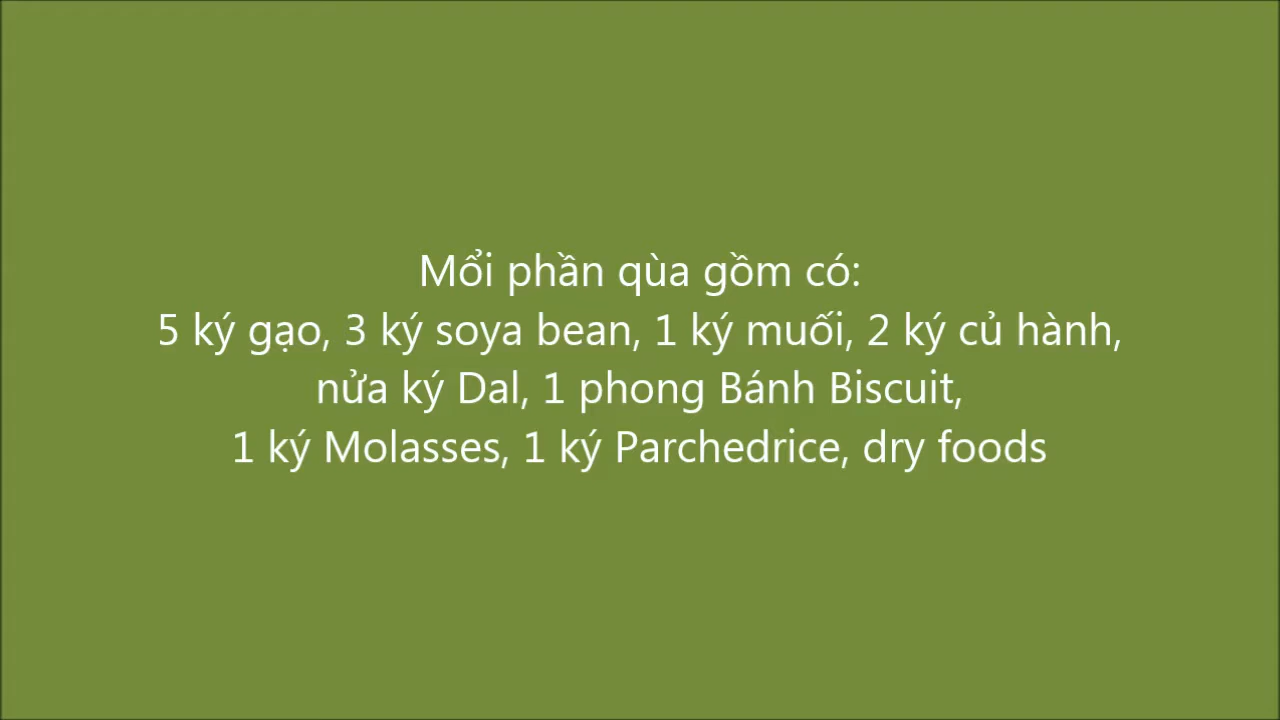 Mổi phần qùa gồm có:
5 ký gạo, 3 ký soya bean, 1 ký muối, 2 ký củ hành,
nửa ký Dal, 1 phong Bánh Biscuit,
1 ký Molasses, 1 ký Parchedrice, dry foods